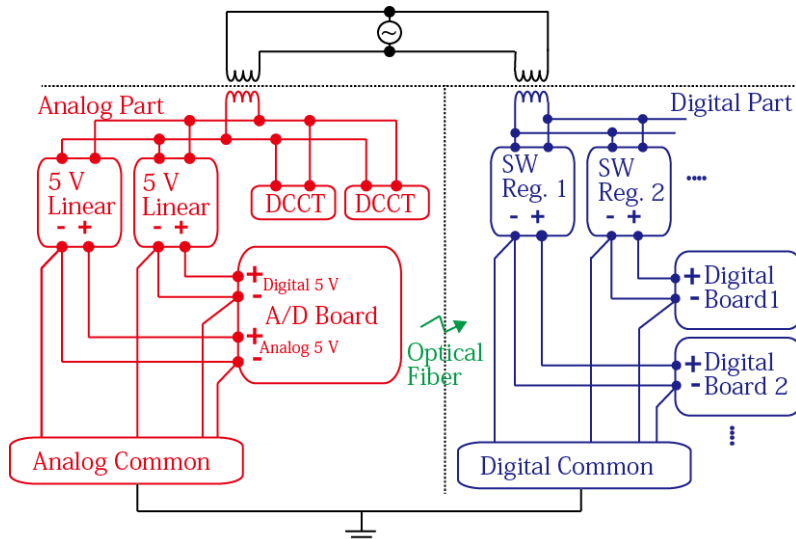 Analog Part
Digital Part
5 V
Linear
- +
5 V
Linear
- +
DCCT
DCCT
SW
Reg. 1
- +
SW
Reg. 2
- +
....
+ Digital 5 V
-
A/D Board
+ Analog 5 V
-
Optical
Fiber
+ Digital
- Board1
+ Digital
- Board 2
....
Analog Common
Digital Common